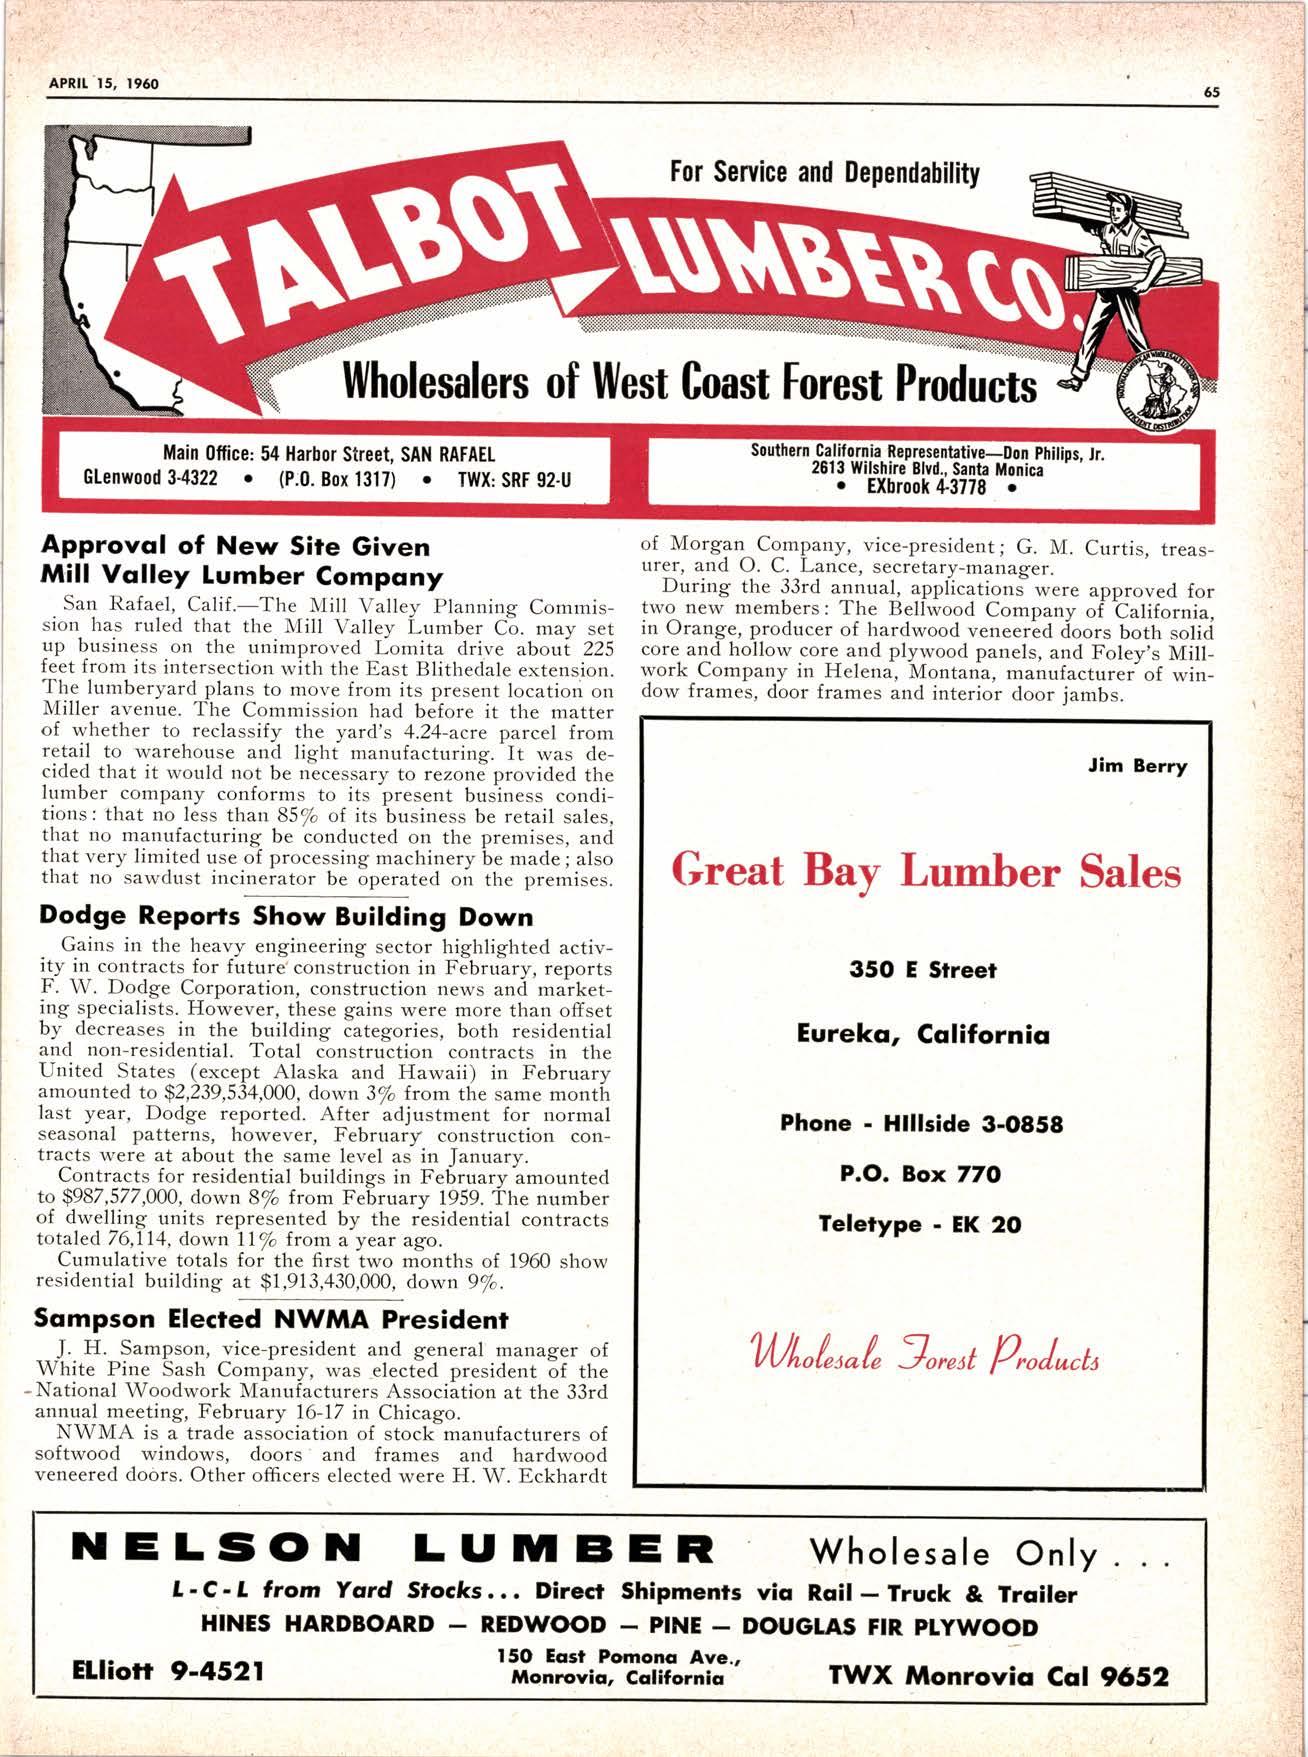 APRIL 15, 1960
65
For Service and Dependability
TALBOT LUMBER CO.
Wholesalers of West Coast Forest Products
EFFICIENT DISTRIBUTION
Main Office: 54 Harbor Street, SAN RAFAEL
GLenwood 3-4322 • (P.O. Box 1317) • TWX: SRF 92-U
Southern California Representative—Don Philips, Jr.
2613 Wilshire Blvd., Santa Monica
• EXbrook 4-3778 •
Approval of New Site Given
Mill Valley Lumber Company
San Rafael, Calif.—The Mill Valley Planning Commis-
sion has ruled that the Mill Valley Lumber Co. may set
up business on the unimproved Lomita drive about 225
feet from its intersection with the East Blithedale extension.
The lumberyard plans to move from its present location on
Miller avenue. The Commission had before it the matter
of whether to reclassify the yard's 4.24-acre parcel from
retail to warehouse and light manufacturing. It was de-
cided that it would not be necessary to rezone provided the
lumber company conforms to its present business condi-
tions: that no less than 85% of its business be retail sales,
that no manufacturing be conducted on the premises, and
that very limited use of processing machinery be made; also
that no sawdust incinerator be operated on the premises.
Dodge Reports Show Building Down
Gains in the heavy engineering sector highlighted activ-
ity in contracts for future construction in February, reports
F. W. Dodge Corporation, construction news and market-
ing specialists. However, these gains were more than offset
by decreases in the building categories, both residential
and non-residential. Total construction contracts in the
United States (except Alaska and Hawaii) in February
amounted to $2,239,534,000, down 3% from the same month
last year, Dodge reported. After adjustment for normal
seasonal patterns, however, February construction con-
tracts were at about the same level as in January.
Contracts for residential buildings in February amounted
to $987,577,000, down 8% from February 1959. The number
of dwelling units represented by the residential contracts
totaled 76,114, down 11% from a year ago.
Cumulative totals for the first two months of 1960 show
residential building at $1,913,430,000, down 9%.
Sampson Elected NWMA President
J. H. Sampson, vice-president and general manager of
White Pine Sash Company, was elected president of the
National Woodwork Manufacturers Association at the 33rd
annual meeting, February 16-17 in Chicago.
NWMA is a trade association of stock manufacturers of
softwood windows, doors and frames and hardwood
veneered doors. Other officers elected were H. W. Eckhardt
of Morgan Company, vice-president; G. M. Curtis, treas-
urer, and O. C. Lance, secretary-manager.
During the 33rd annual, applications were approved for
two new members: The Bellwood Company of California,
in Orange, producer of hardwood veneered doors both solid
core and hollow core and plywood panels, and Foley's Mill-
work Company in Helena, Montana, manufacturer of win-
dow frames, door frames and interior door jambs.
Jim Berry
Great Bay Lumber Sales
350 E Street
Eureka, California
Phone - HIllside 3-0858
P.O. Box 770
Teletype - EK 20
Wholesale Forest Products
NELSON LUMBER Wholesale Only . . .
L-C-L from Yard Stocks... Direct Shipments via Rail — Truck & Trailer
HINES HARDBOARD — REDWOOD — PINE — DOUGLAS FIR PLYWOOD
ELliott 9-4521
150 East Pomona Ave.,
Monrovia, California
TWX Monrovia Cal 9652